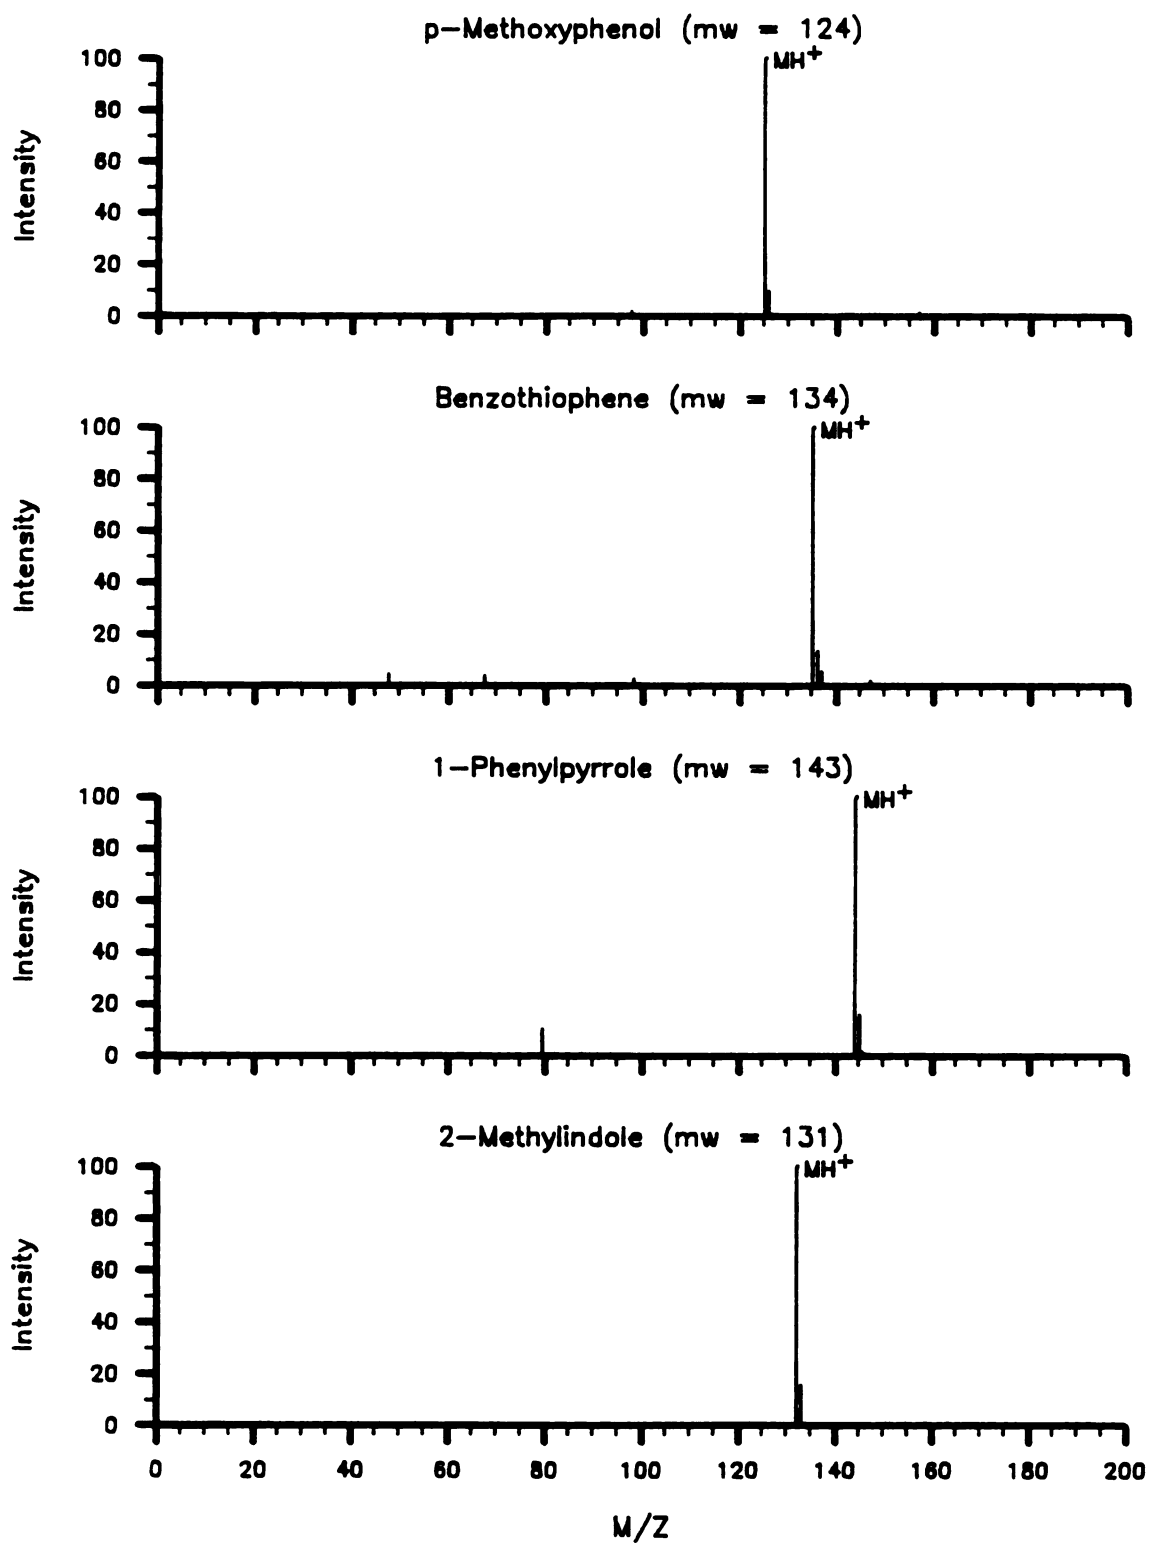 p-Methoxyphenol (mw = 124)
MH+
100
80
60
40
20
0
Intensity
Benzothiophene (mw = 134)
MH+
100
80
60
40
20
0
Intensity
1-Phenylpyrrole (mw = 143)
MH+
100
80
60
40
20
0
Intensity
2-Methylindole (mw = 131)
MH+
100
80
60
40
20
0
Intensity
0 20 40 60 80 100 120 140 160 180 200
M/Z